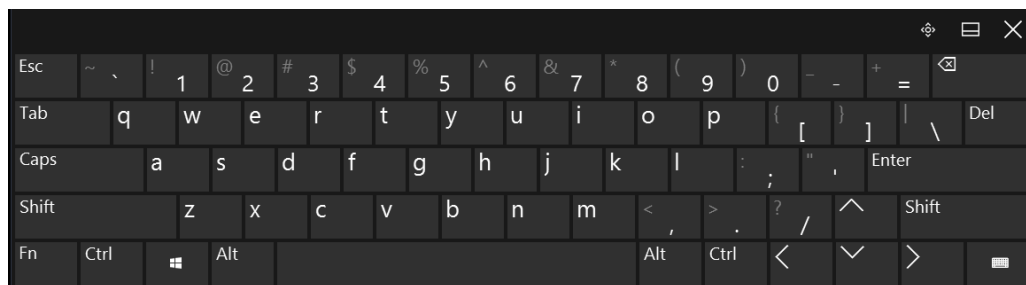 Esc ~ ` ! 1 @ 2 # 3 $ 4 % 5 ^ 6 & 7 * 8 ( 9 ) 0 _ - + =
Tab q w e r t y u i o p { [ } ] | \ Del
Caps a s d f g h j k l : ; " ' Enter
Shift z x c v b n m < , > . ? / Shift
Fn Ctrl Alt Alt Ctrl